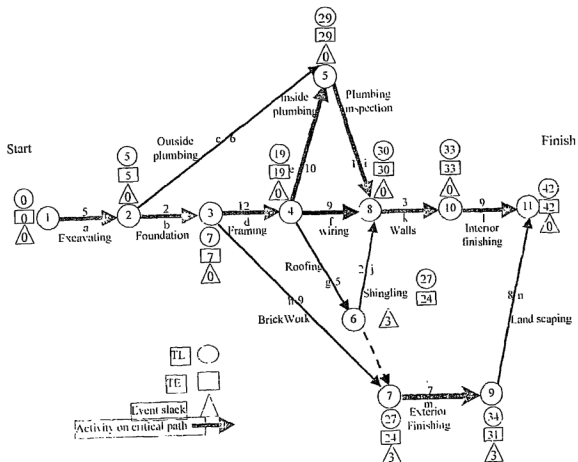 29
29
0
5
Inside
plumbing
Plumbing
inspection
Outside
plumbing
c 6
Start
Finish
5
5
0
19
19
0
e 10
1 i
30
30
0
33
33
0
0
0
0
1
5
a
Excavating
2
2
b
Foundation
3
12
d
Framing
4
9
f
wiring
8
3
k
Walls
10
9
l
Interior
finishing
11
42
42
0
7
7
0
Roofing
g 5
2 j
Shingling
27
24
3
6
h 9
BrickWork
8 n
Land scaping
7
7
m
Exterior
Finishing
9
27
24
3
34
31
3
TL
TE
Event slack
Activity on critical path